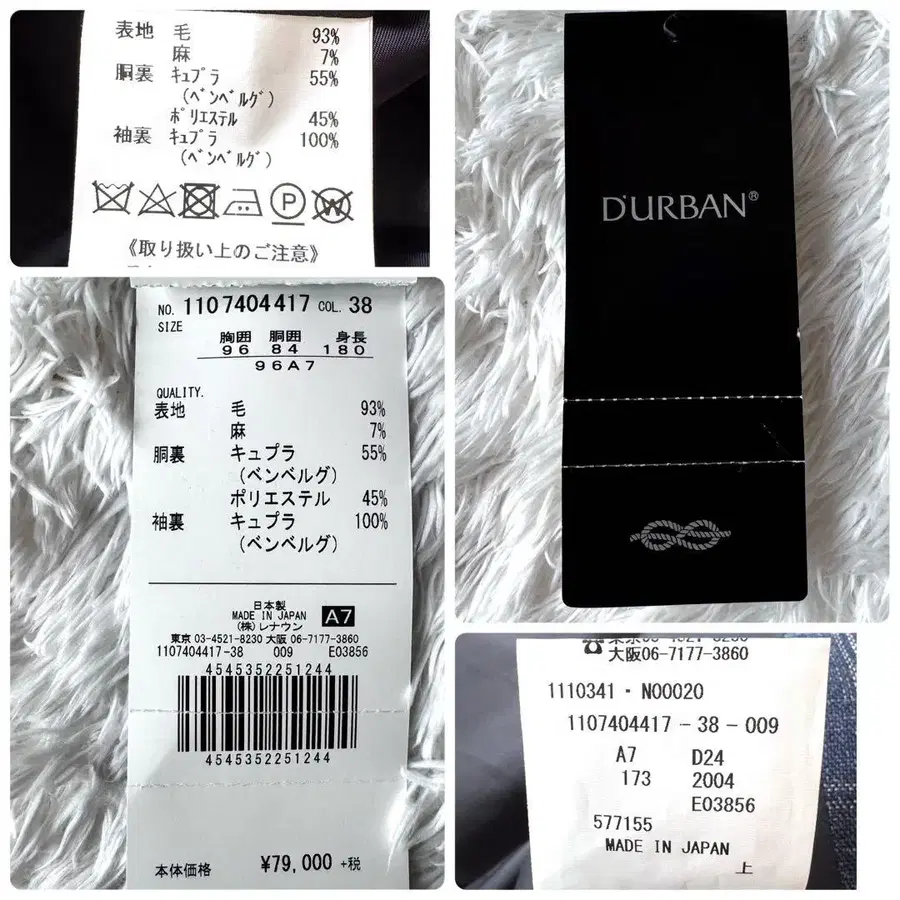 表地 毛 93%
麻 7%
胴裏 キュプラ 55%
(ベンベルグ)
ポリエステル 45%
袖裏 キュプラ 100%
(ベンベルグ)
P W
《取り扱い上のご注意》
D'URBAN®
NO. 1107404417 COL. 38
SIZE
胸囲 胴囲 身長
96 84 180
96A7
QUALITY.
表地 毛 93%
麻 7%
胴裏 キュプラ 55%
(ベンベルグ)
ポリエステル 45%
袖裏 キュプラ 100%
(ベンベルグ)
日本製
MADE IN JAPAN A7
(株)レナウン
東京 03-4521-8230 大阪 06-7177-3860
1107404417-38 009 E03856
4545352251244
4545352251244
本体価格 ¥79,000 +税
大阪06-7177-3860
1110341・N00020
1107404417-38-009
A7 D24
173 2004
E03856
577155
MADE IN JAPAN
上